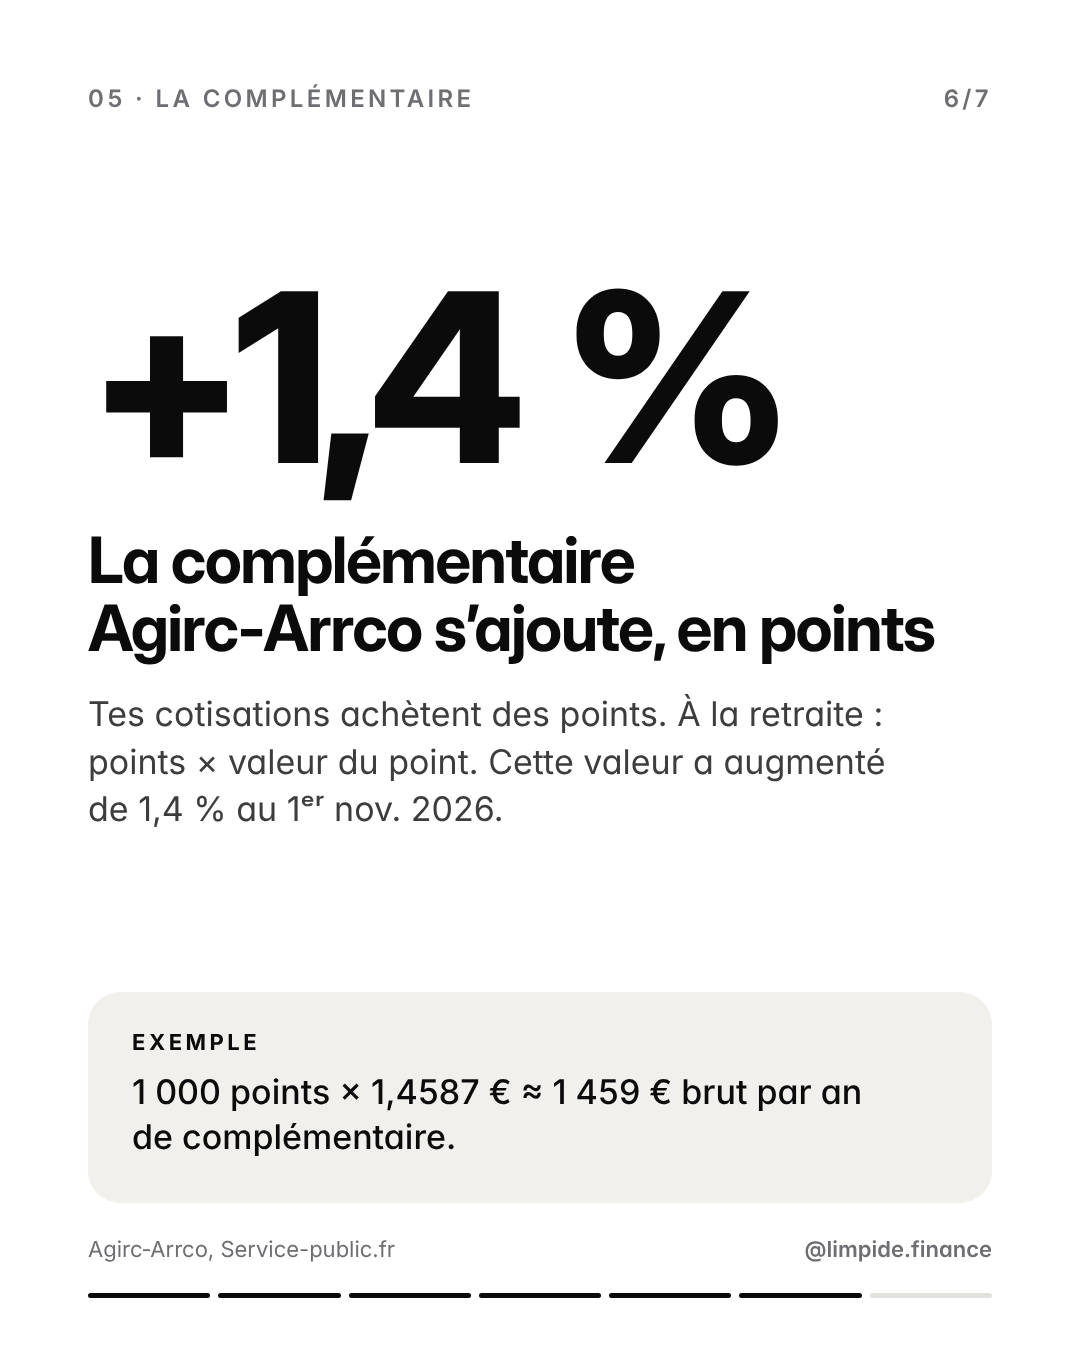 05 · LA COMPLÉMENTAIRE
6/7
+1,4 %
La complémentaire
Agirc-Arrco s’ajoute, en points
Tes cotisations achètent des points. À la retraite :
points × valeur du point. Cette valeur a augmenté
de 1,4 % au 1ᵉʳ nov. 2026.
EXEMPLE
1 000 points × 1,4587 € ≈ 1 459 € brut par an
de complémentaire.
Agirc-Arrco, Service-public.fr
@limpide.finance